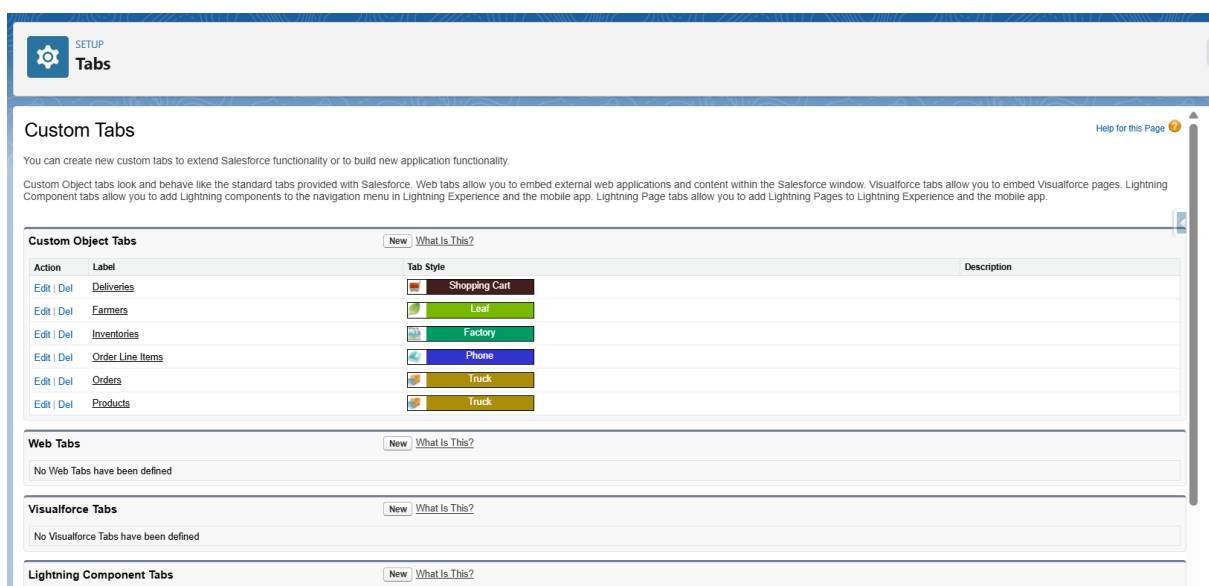 SETUP
Tabs
Custom Tabs
Help for this Page ?
You can create new custom tabs to extend Salesforce functionality or to build new application functionality.
Custom Object tabs look and behave like the standard tabs provided with Salesforce. Web tabs allow you to embed external web applications and content within the Salesforce window. Visualforce tabs allow you to embed Visualforce pages. Lightning
Component tabs allow you to add Lightning components to the navigation menu in Lightning Experience and the mobile app. Lightning Page tabs allow you to add Lightning Pages to Lightning Experience and the mobile app.
Custom Object Tabs New What Is This?
Action Label Tab Style Description
Edit | Del Deliveries Shopping Cart
Edit | Del Farmers Leaf
Edit | Del Inventories Factory
Edit | Del Order Line Items Phone
Edit | Del Orders Truck
Edit | Del Products Truck
Web Tabs New What Is This?
No Web Tabs have been defined
Visualforce Tabs New What Is This?
No Visualforce Tabs have been defined
Lightning Component Tabs New What Is This?